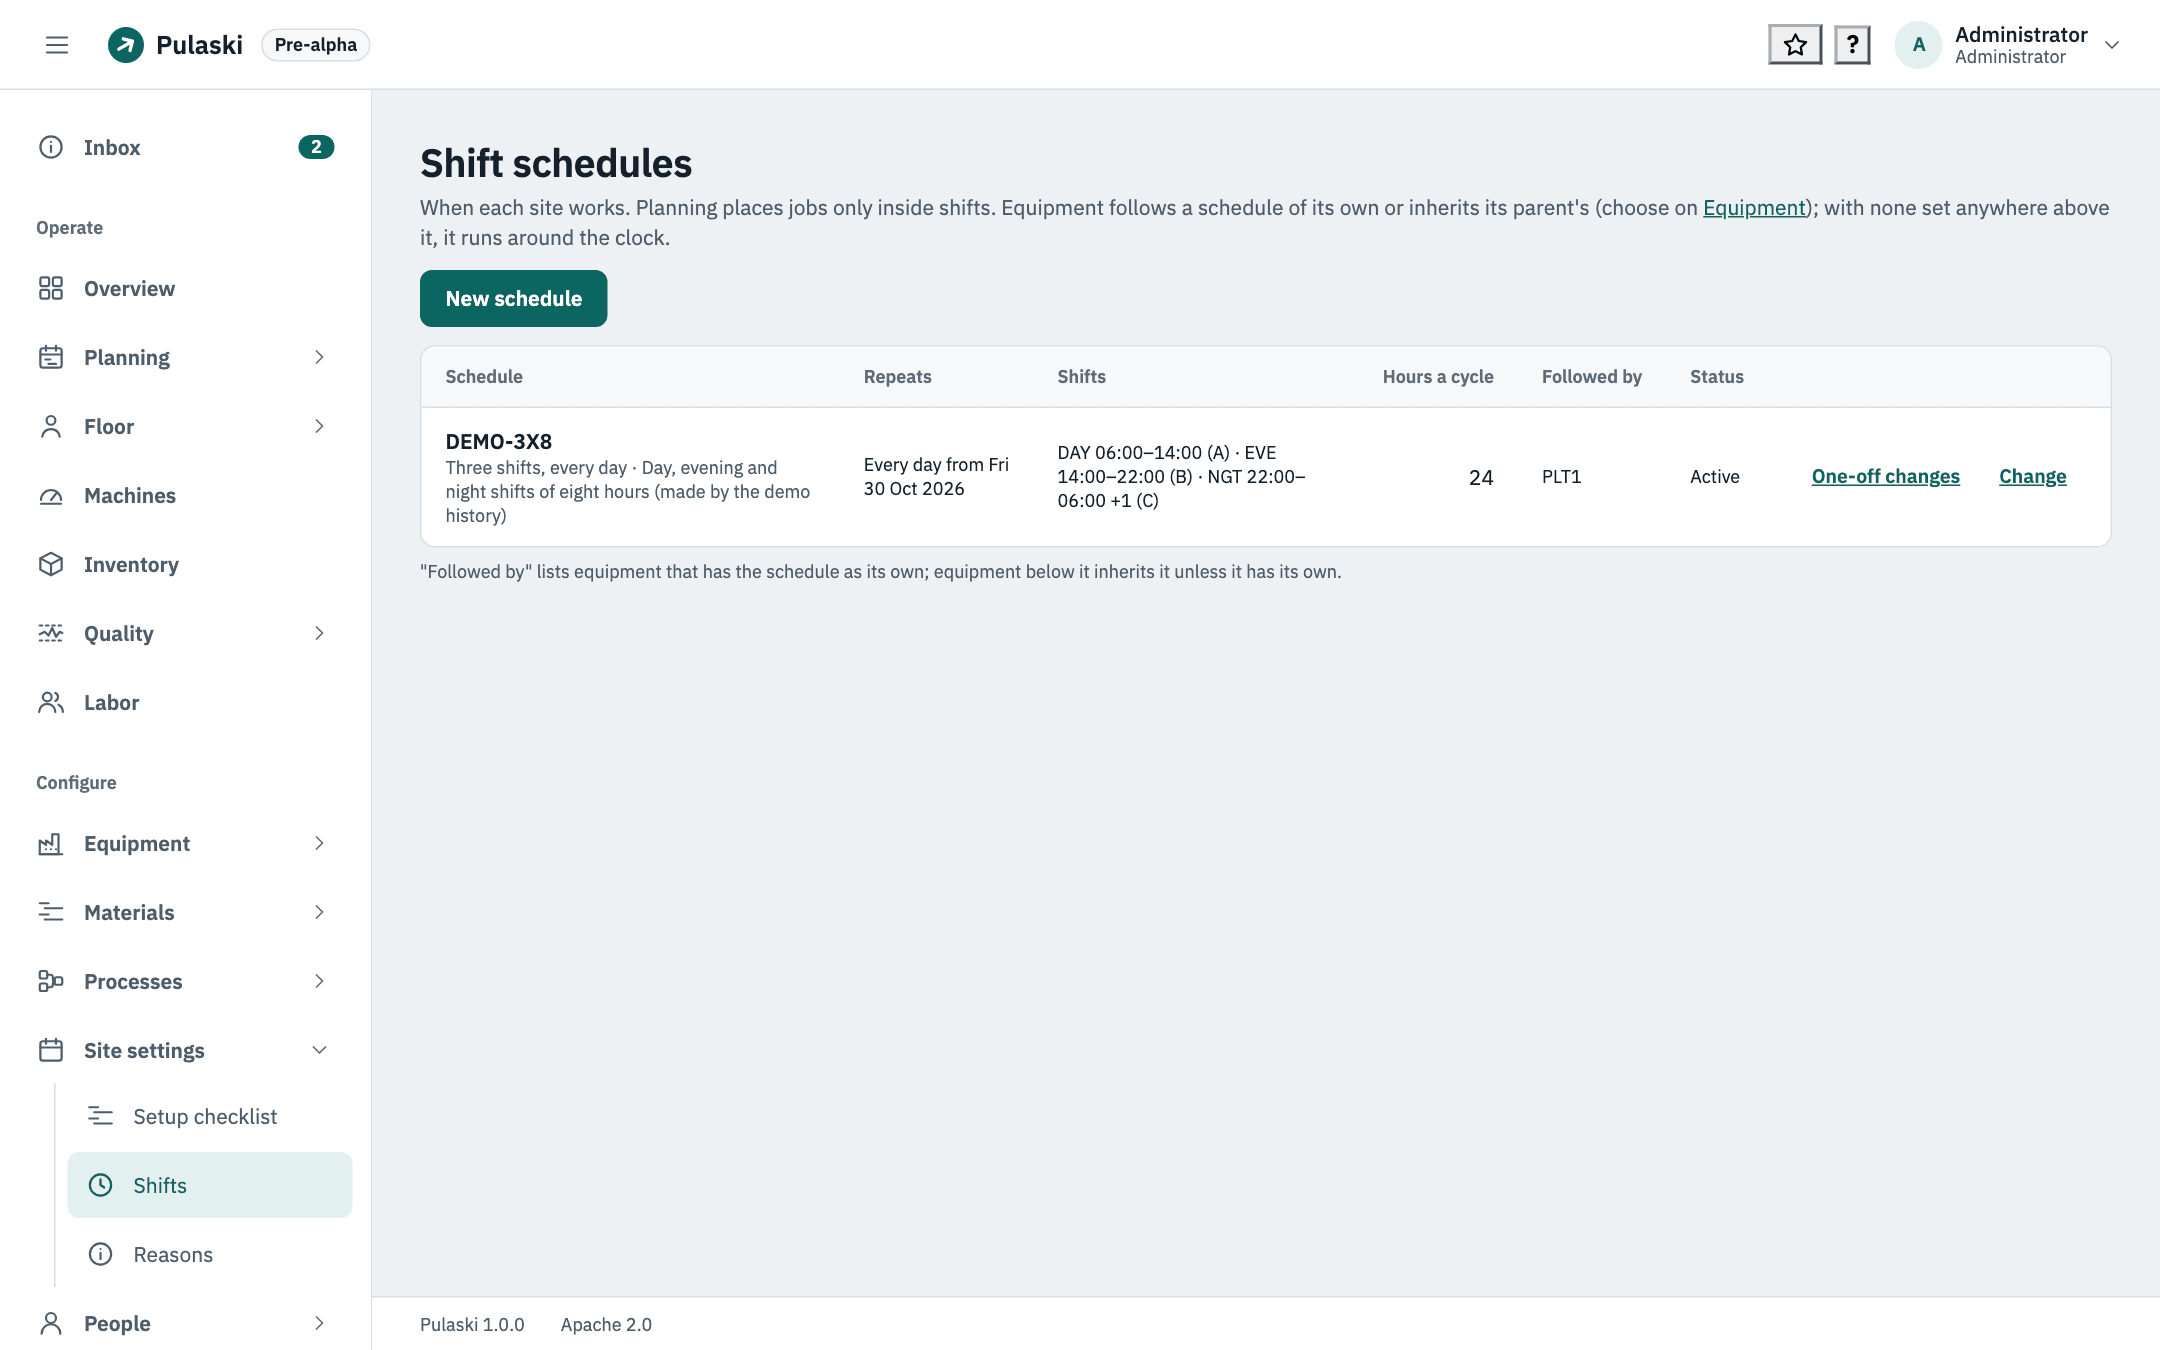 Pulaski
Pre-alpha
?
A
Administrator
Administrator
Inbox
2
Operate
Overview
Planning
Floor
Machines
Inventory
Quality
Labor
Configure
Equipment
Materials
Processes
Site settings
Setup checklist
Shifts
Reasons
People
Shift schedules
When each site works. Planning places jobs only inside shifts. Equipment follows a schedule of its own or inherits its parent's (choose on Equipment); with none set anywhere above
it, it runs around the clock.
New schedule
Schedule
Repeats
Shifts
Hours a cycle
Followed by
Status
DEMO-3X8
Three shifts, every day · Day, evening and
night shifts of eight hours (made by the demo
history)
Every day from Fri
30 Oct 2026
DAY 06:00–14:00 (A) · EVE
14:00–22:00 (B) · NGT 22:00–
06:00 +1 (C)
24
PLT1
Active
One-off changes
Change
"Followed by" lists equipment that has the schedule as its own; equipment below it inherits it unless it has its own.
Pulaski 1.0.0
Apache 2.0